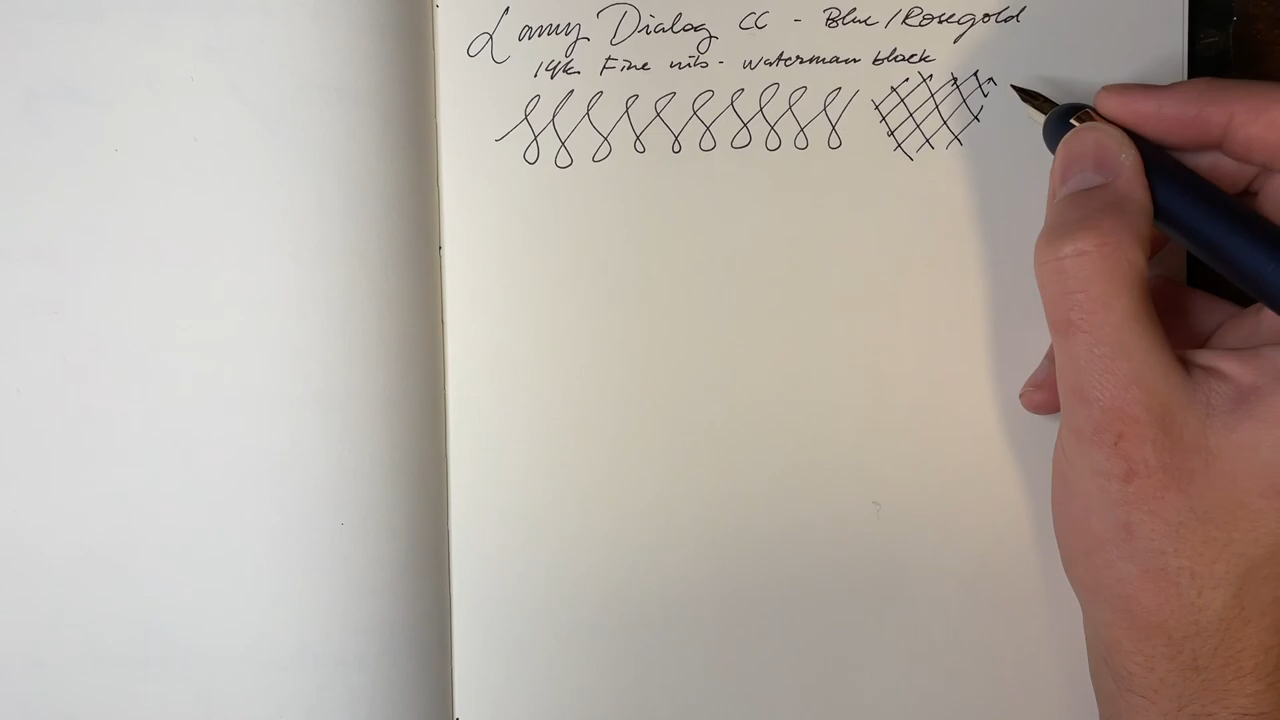 Lamy Dialog CC - Blue/Rosegold
14k Fine nib - Waterman black